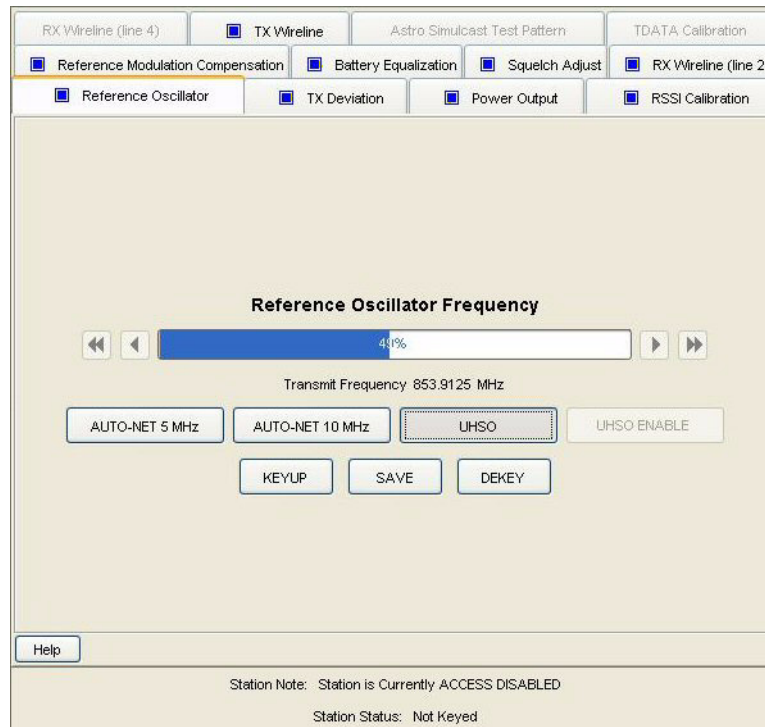 RX Wireline (line 4) TX Wireline Astro Simulcast Test Pattern TDATA Calibration
Reference Modulation Compensation Battery Equalization Squelch Adjust RX Wireline (line 2
Reference Oscillator TX Deviation Power Output RSSI Calibration
Reference Oscillator Frequency
49%
Transmit Frequency 853.9125 MHz
AUTO-NET 5 MHz AUTO-NET 10 MHz UHSO UHSO ENABLE
KEYUP SAVE DEKEY
Help
Station Note: Station is Currently ACCESS DISABLED
Station Status: Not Keyed